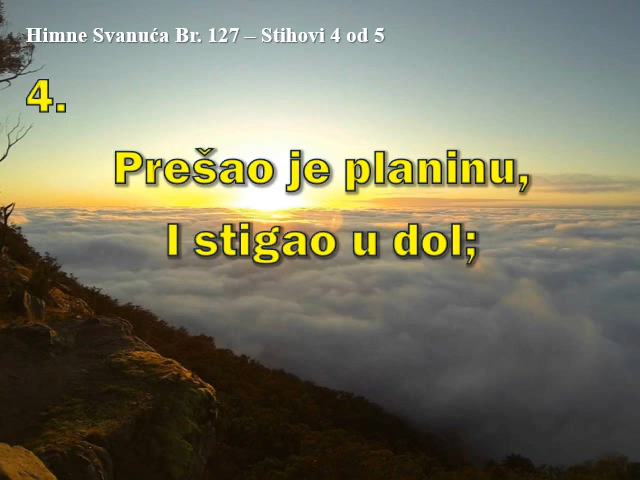 Himne Svanuća Br. 127 – Stihovi 4 od 5
4.
Prešao je planinu,
I stigao u dol;